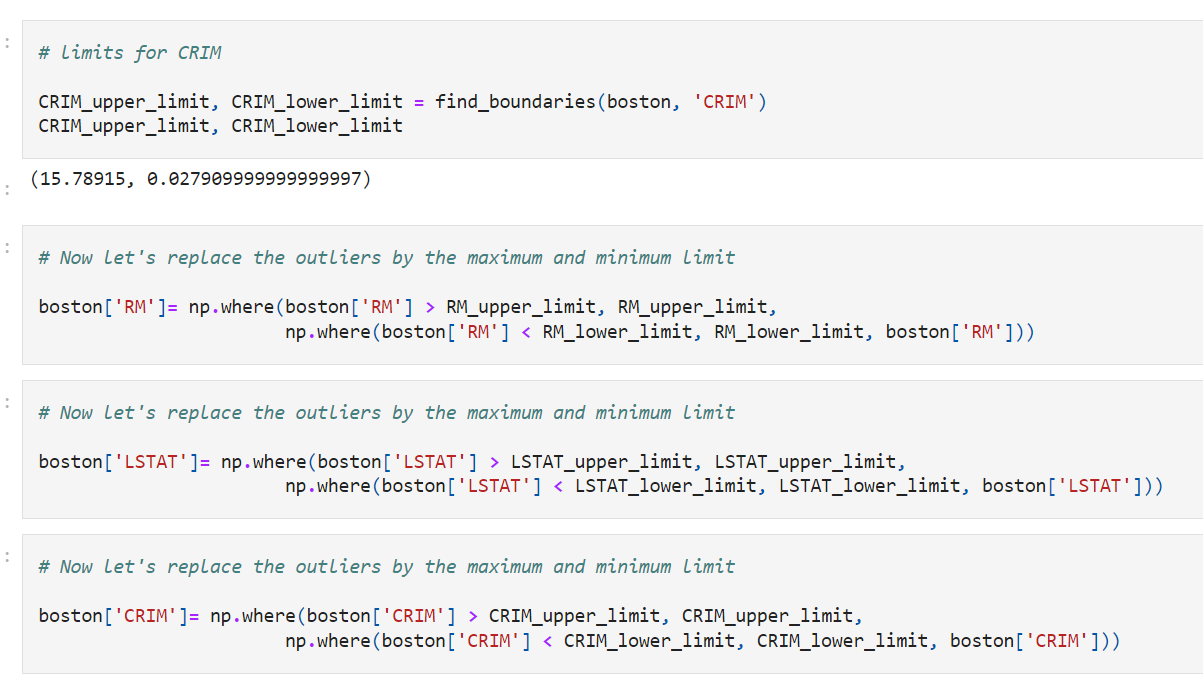 # limits for CRIM
CRIM_upper_limit, CRIM_lower_limit = find_boundaries(boston, 'CRIM')
CRIM_upper_limit, CRIM_lower_limit
(15.78915, 0.027909999999999997)
# Now let's replace the outliers by the maximum and minimum limit
boston['RM']= np.where(boston['RM'] > RM_upper_limit, RM_upper_limit,
np.where(boston['RM'] < RM_lower_limit, RM_lower_limit, boston['RM']))
# Now let's replace the outliers by the maximum and minimum limit
boston['LSTAT']= np.where(boston['LSTAT'] > LSTAT_upper_limit, LSTAT_upper_limit,
np.where(boston['LSTAT'] < LSTAT_lower_limit, LSTAT_lower_limit, boston['LSTAT']))
# Now let's replace the outliers by the maximum and minimum limit
boston['CRIM']= np.where(boston['CRIM'] > CRIM_upper_limit, CRIM_upper_limit,
np.where(boston['CRIM'] < CRIM_lower_limit, CRIM_lower_limit, boston['CRIM']))